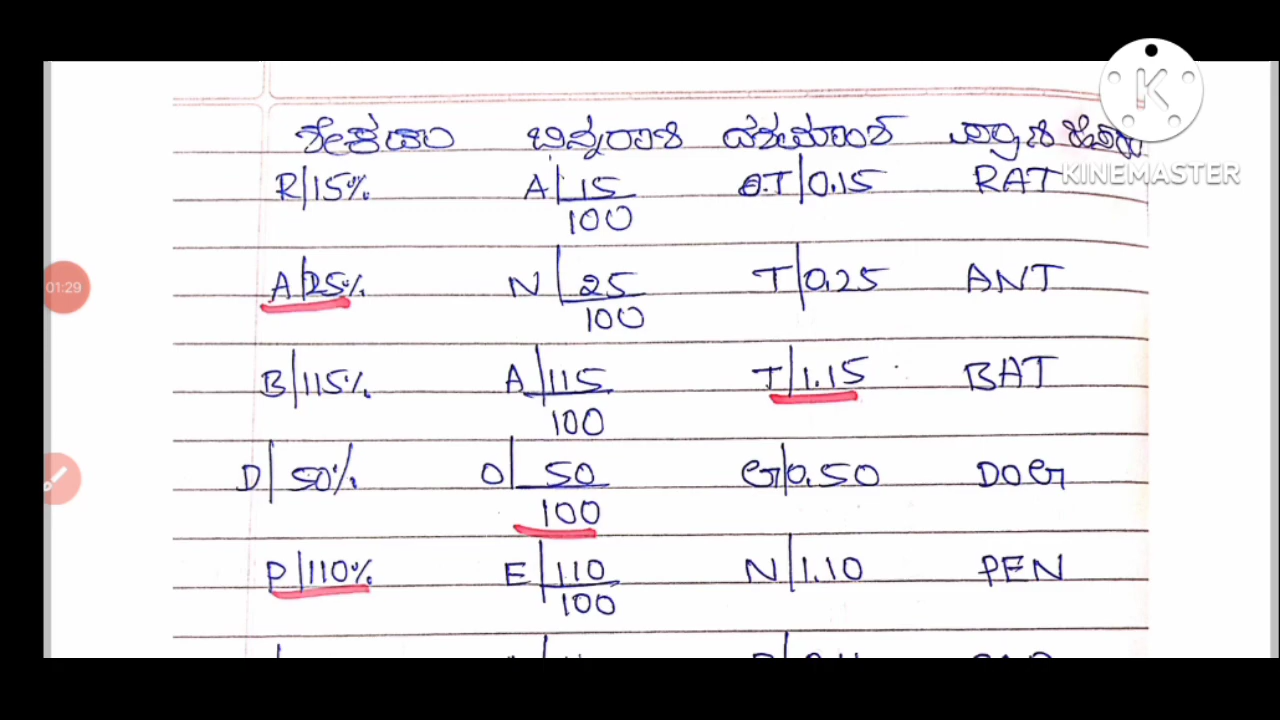 ಶೇಕಡಾ ಭಿನ್ನರಾಶಿ ದಶಮಾಂಶ
KINEMASTER
R 15% A 15/100 T 0.15 RAT
01:29
A 25% N 25/100 T 0.25 ANT
B 115% A 115/100 T 1.15 BAT
D 50% O 50/100 G 0.50 DOG
P 110% E 110/100 N 1.10 PEN